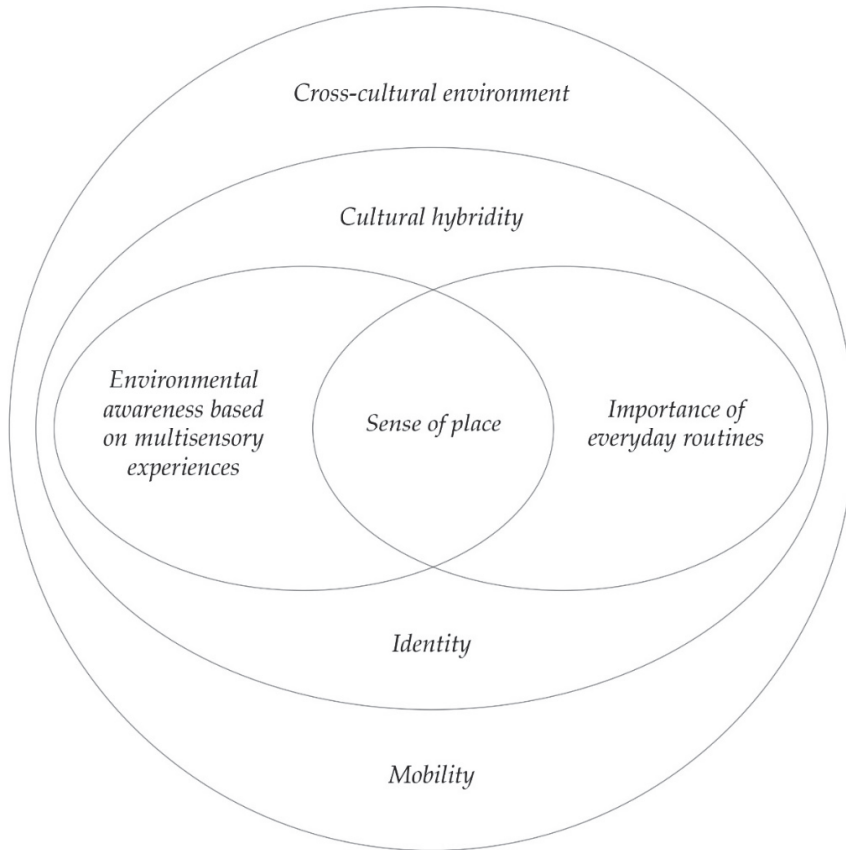 Cross-cultural environment
Cultural hybridity
Environmental
awareness based
on multisensory
experiences
Sense of place
Importance of
everyday routines
Identity
Mobility